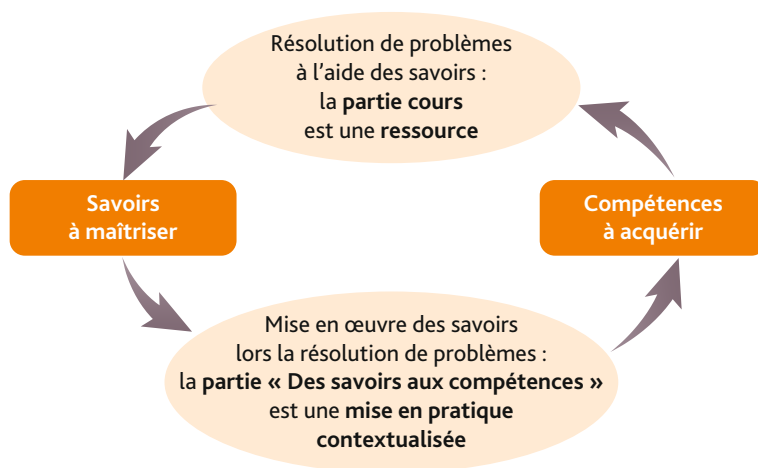 Résolution de problèmes
à l'aide des savoirs :
la partie cours
est une ressource
Savoirs
à maîtriser
Compétences
à acquérir
Mise en œuvre des savoirs
lors la résolution de problèmes :
la partie « Des savoirs aux compétences »
est une mise en pratique
contextualisée